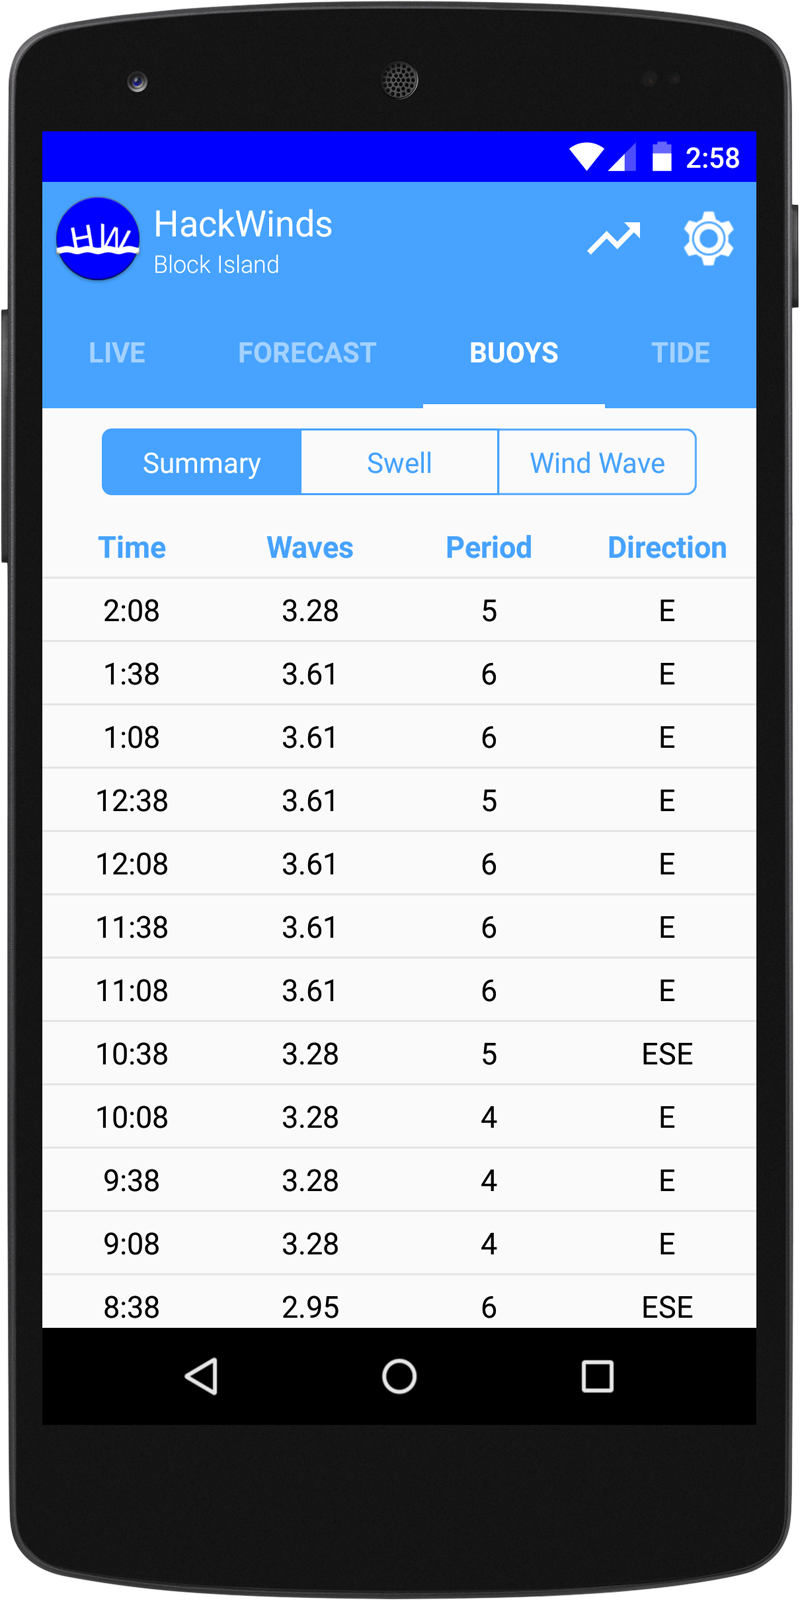 2:58
HW
HackWinds
Block Island
LIVE FORECAST BUOYS TIDE
Summary Swell Wind Wave
Time Waves Period Direction
2:08 3.28 5 E
1:38 3.61 6 E
1:08 3.61 6 E
12:38 3.61 5 E
12:08 3.61 6 E
11:38 3.61 6 E
11:08 3.61 6 E
10:38 3.28 5 ESE
10:08 3.28 4 E
9:38 3.28 4 E
9:08 3.28 4 E
8:38 2.95 6 ESE